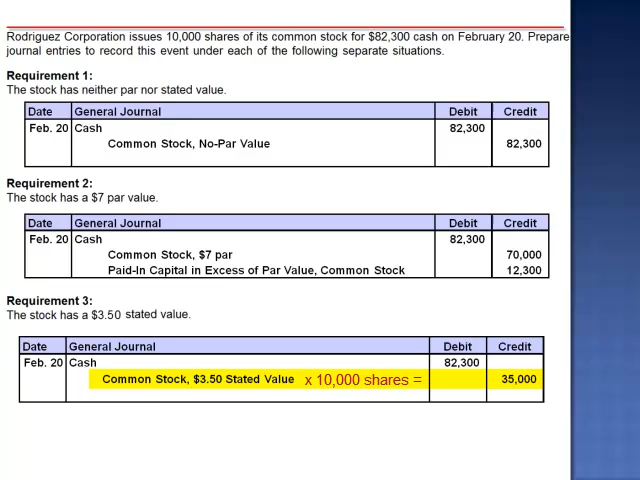 Rodriguez Corporation issues 10,000 shares of its common stock for $82,300 cash on February 20. Prepare
journal entries to record this event under each of the following separate situations.
Requirement 1:
The stock has neither par nor stated value.
Date General Journal Debit Credit
Feb. 20 Cash 82,300
Common Stock, No-Par Value 82,300
Requirement 2:
The stock has a $7 par value.
Date General Journal Debit Credit
Feb. 20 Cash 82,300
Common Stock, $7 par 70,000
Paid-In Capital in Excess of Par Value, Common Stock 12,300
Requirement 3:
The stock has a $3.50 stated value.
Date General Journal Debit Credit
Feb. 20 Cash 82,300
Common Stock, $3.50 Stated Value x 10,000 shares = 35,000